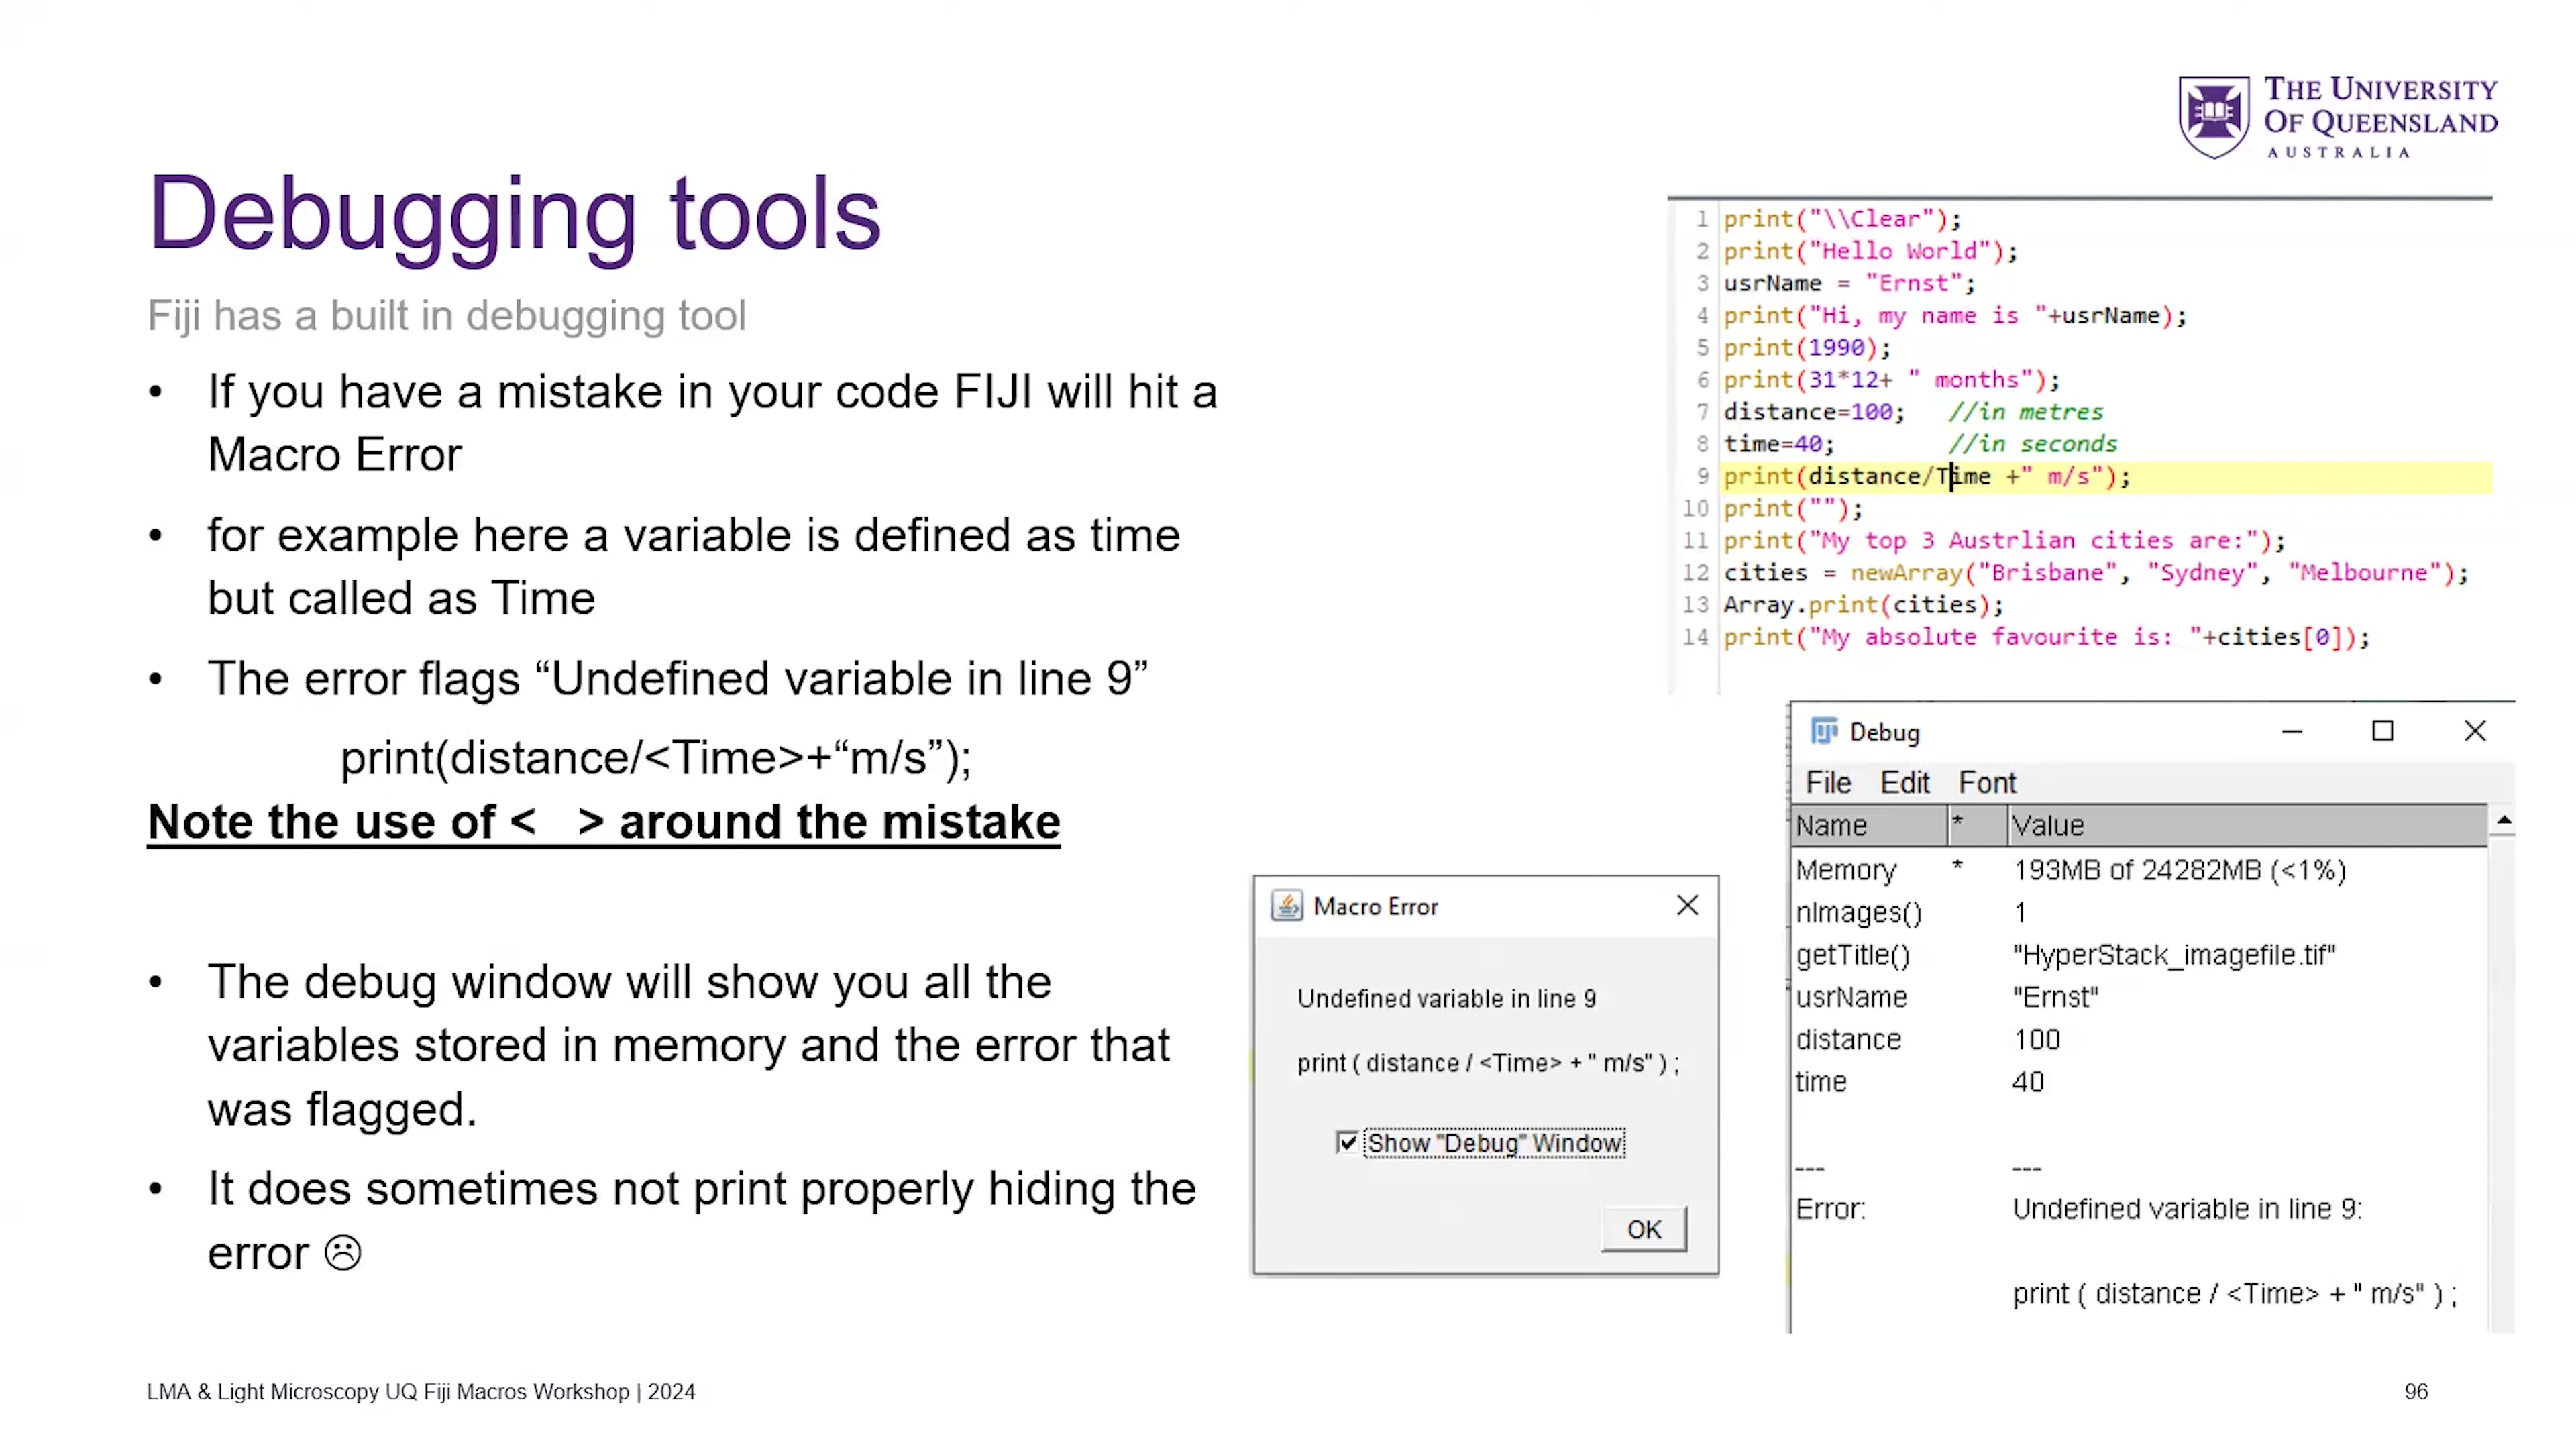 THE UNIVERSITY
OF QUEENSLAND
AUSTRALIA
Debugging tools
Fiji has a built in debugging tool
• If you have a mistake in your code FIJI will hit a
Macro Error
• for example here a variable is defined as time
but called as Time
• The error flags “Undefined variable in line 9”
print(distance/<Time>+“m/s”);
Note the use of <   > around the mistake
• The debug window will show you all the
variables stored in memory and the error that
was flagged.
• It does sometimes not print properly hiding the
error ☹
1 print("\\Clear");
2 print("Hello World");
3 usrName = "Ernst";
4 print("Hi, my name is "+usrName);
5 print(1990);
6 print(31*12+ " months");
7 distance=100;   //in metres
8 time=40;        //in seconds
9 print(distance/Time +" m/s");
10 print("");
11 print("My top 3 Austrlian cities are:");
12 cities = newArray("Brisbane", "Sydney", "Melbourne");
13 Array.print(cities);
14 print("My absolute favourite is: "+cities[0]);
Macro Error
Undefined variable in line 9
print ( distance / <Time> + " m/s" ) ;
Show "Debug" Window
OK
Debug
File Edit Font
Name * Value
Memory * 193MB of 24282MB (<1%)
nImages() 1
getTitle() "HyperStack_imagefile.tif"
usrName "Ernst"
distance 100
time 40
--- ---
Error: Undefined variable in line 9:
print ( distance / <Time> + " m/s" ) ;
LMA & Light Microscopy UQ Fiji Macros Workshop | 2024
96